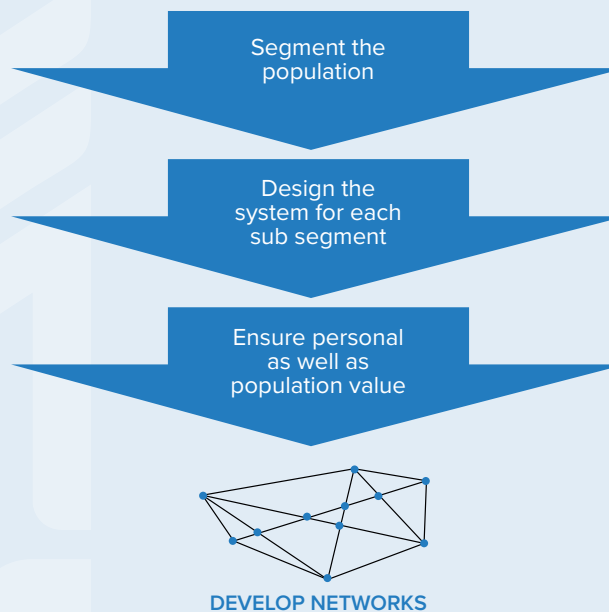 Segment the
population
Design the
system for each
sub segment
Ensure personal
as well as
population value
DEVELOP NETWORKS